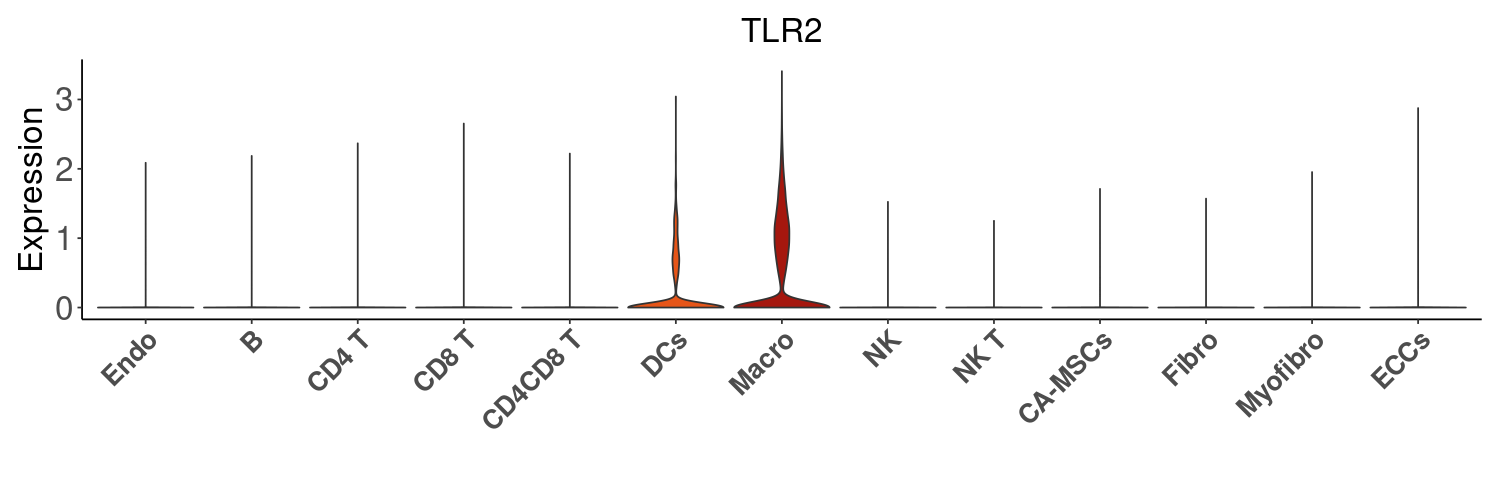 TLR2
Expression
3
2
1
0
Endo
B
CD4 T
CD8 T
CD4CD8 T
DCs
Macro
NK
NK T
CA-MSCs
Fibro
Myofibro
ECCs